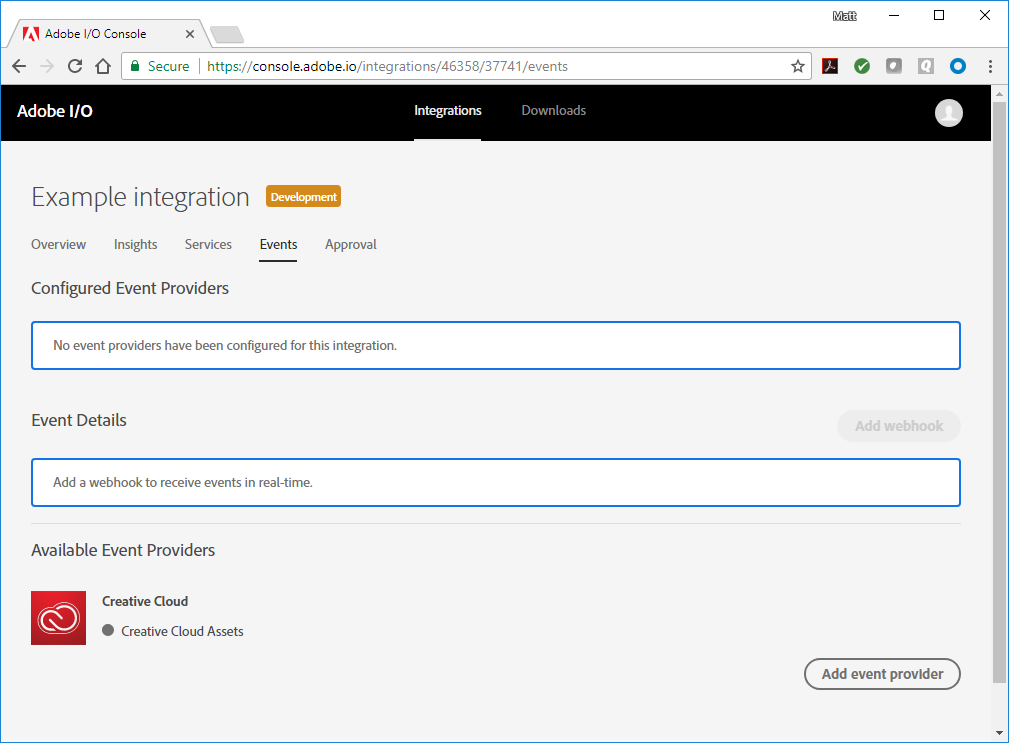 Matt
Adobe I/O Console
Secure https://console.adobe.io/integrations/46358/37741/events
Adobe I/O Integrations Downloads
Example integration Development
Overview Insights Services Events Approval
Configured Event Providers
No event providers have been configured for this integration.
Event Details Add webhook
Add a webhook to receive events in real-time.
Available Event Providers
Creative Cloud
Creative Cloud Assets
Add event provider